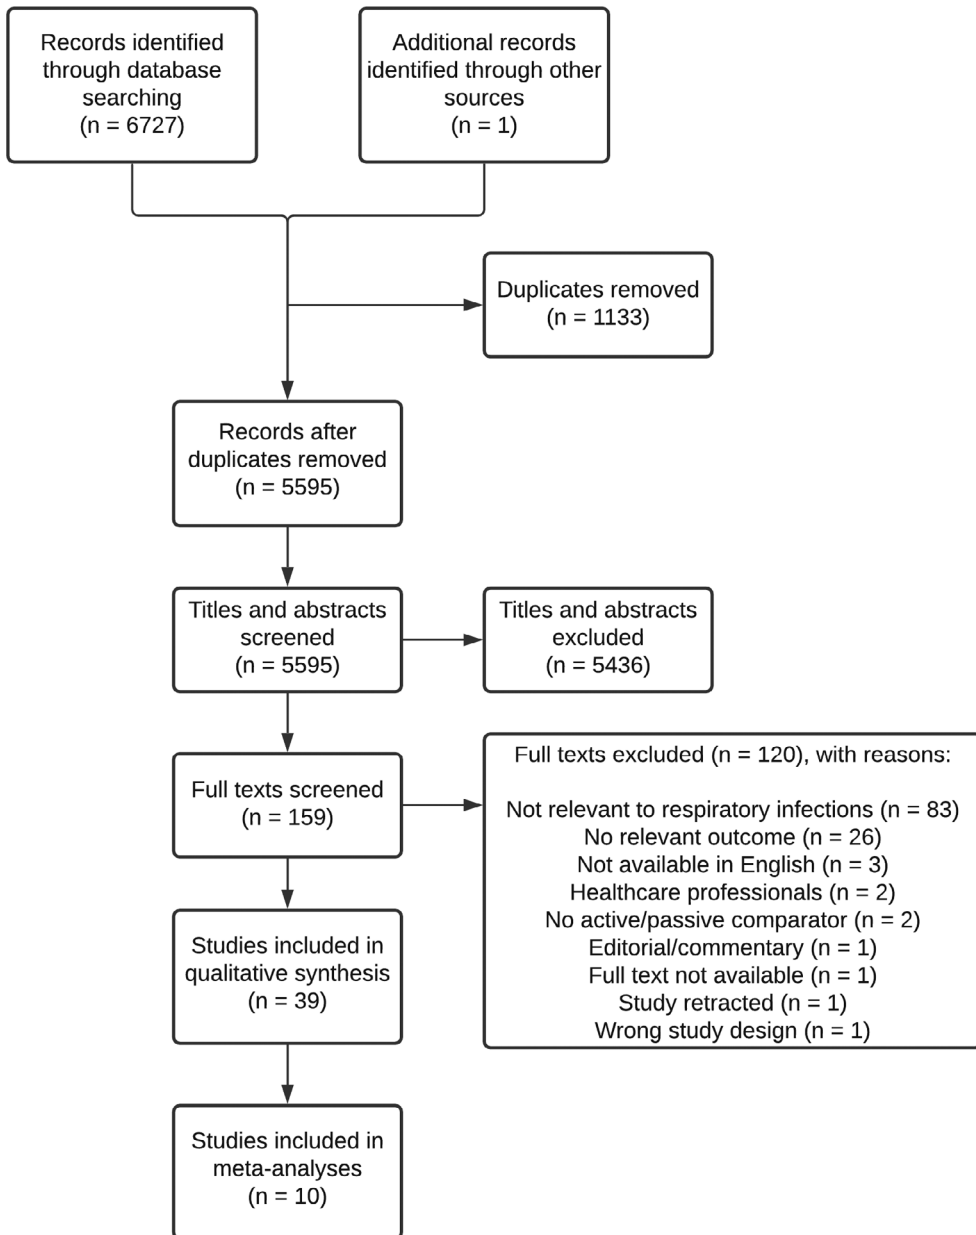 Records identified
through database
searching
(n = 6727)
Additional records
identified through other
sources
(n = 1)
Duplicates removed
(n = 1133)
Records after
duplicates removed
(n = 5595)
Titles and abstracts
screened
(n = 5595)
Titles and abstracts
excluded
(n = 5436)
Full texts screened
(n = 159)
Full texts excluded (n = 120), with reasons:
Not relevant to respiratory infections (n = 83)
No relevant outcome (n = 26)
Not available in English (n = 3)
Healthcare professionals (n = 2)
No active/passive comparator (n = 2)
Editorial/commentary (n = 1)
Full text not available (n = 1)
Study retracted (n = 1)
Wrong study design (n = 1)
Studies included in
qualitative synthesis
(n = 39)
Studies included in
meta-analyses
(n = 10)